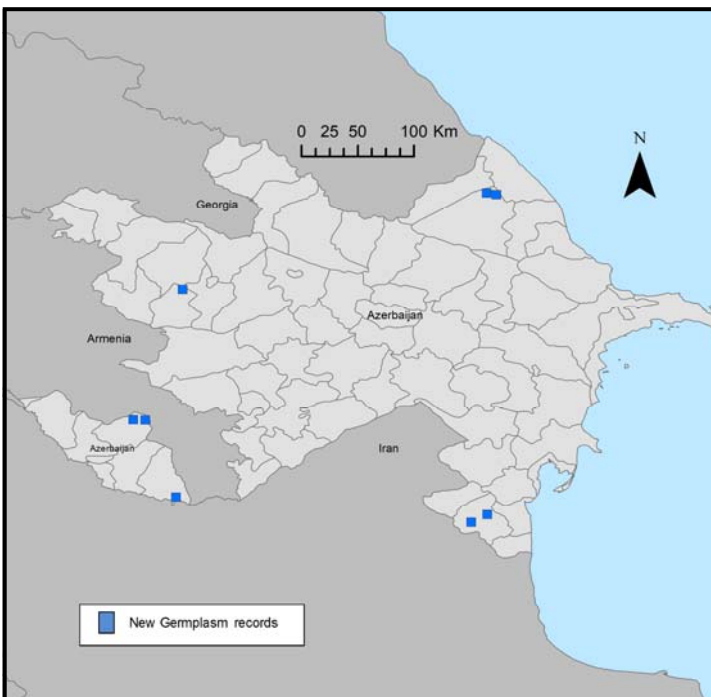 0 25 50 100 Km
N
Georgia
Azerbaijan
Armenia
Azerbaijan
Iran
New Germplasm records